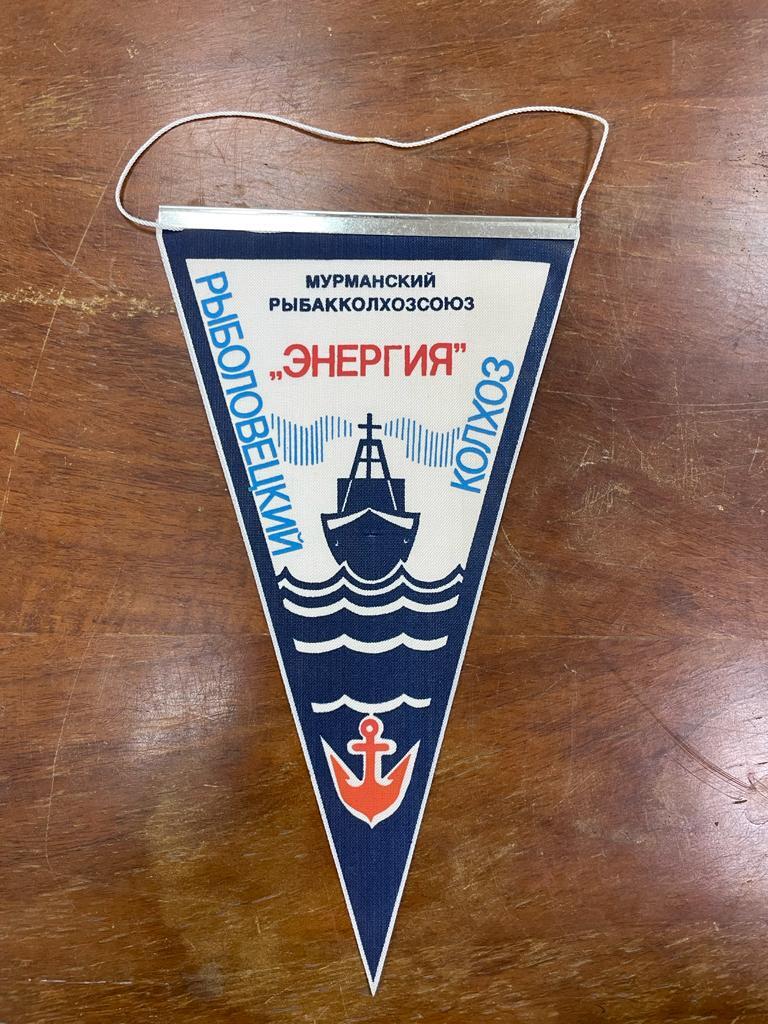 МУРМАНСКИЙ
РЫБАККОЛХОЗСОЮЗ
„ЭНЕРГИЯ”
РЫБОЛОВЕЦКИЙ
КОЛХОЗ